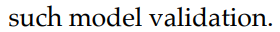 such model validation.